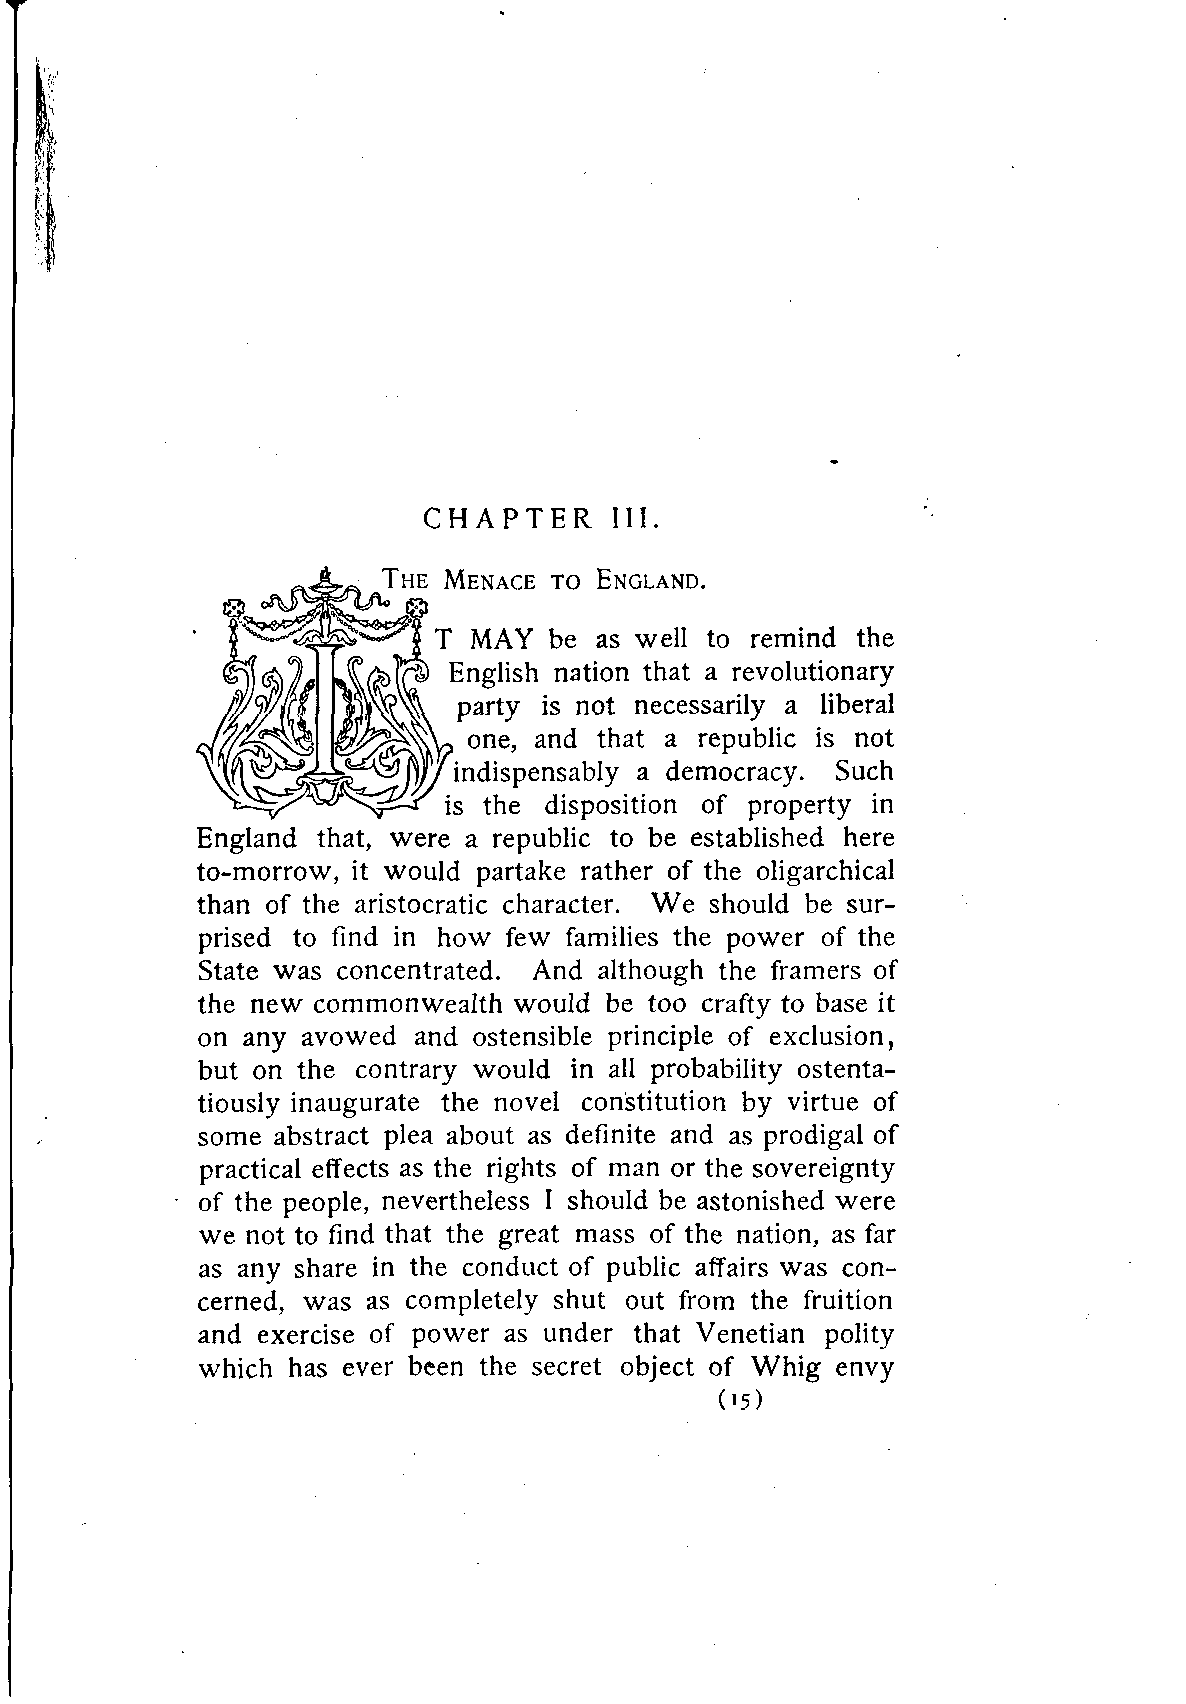 CHAPTER III.
THE MENACE TO ENGLAND.
IT MAY be as well to remind the
English nation that a revolutionary
party is not necessarily a liberal
one, and that a republic is not
indispensably a democracy. Such
is the disposition of property in
England that, were a republic to be established here
to-morrow, it would partake rather of the oligarchical
than of the aristocratic character. We should be sur-
prised to find in how few families the power of the
State was concentrated. And although the framers of
the new commonwealth would be too crafty to base it
on any avowed and ostensible principle of exclusion,
but on the contrary would in all probability ostenta-
tiously inaugurate the novel constitution by virtue of
some abstract plea about as definite and as prodigal of
practical effects as the rights of man or the sovereignty
of the people, nevertheless I should be astonished were
we not to find that the great mass of the nation, as far
as any share in the conduct of public affairs was con-
cerned, was as completely shut out from the fruition
and exercise of power as under that Venetian polity
which has ever been the secret object of Whig envy
(15)